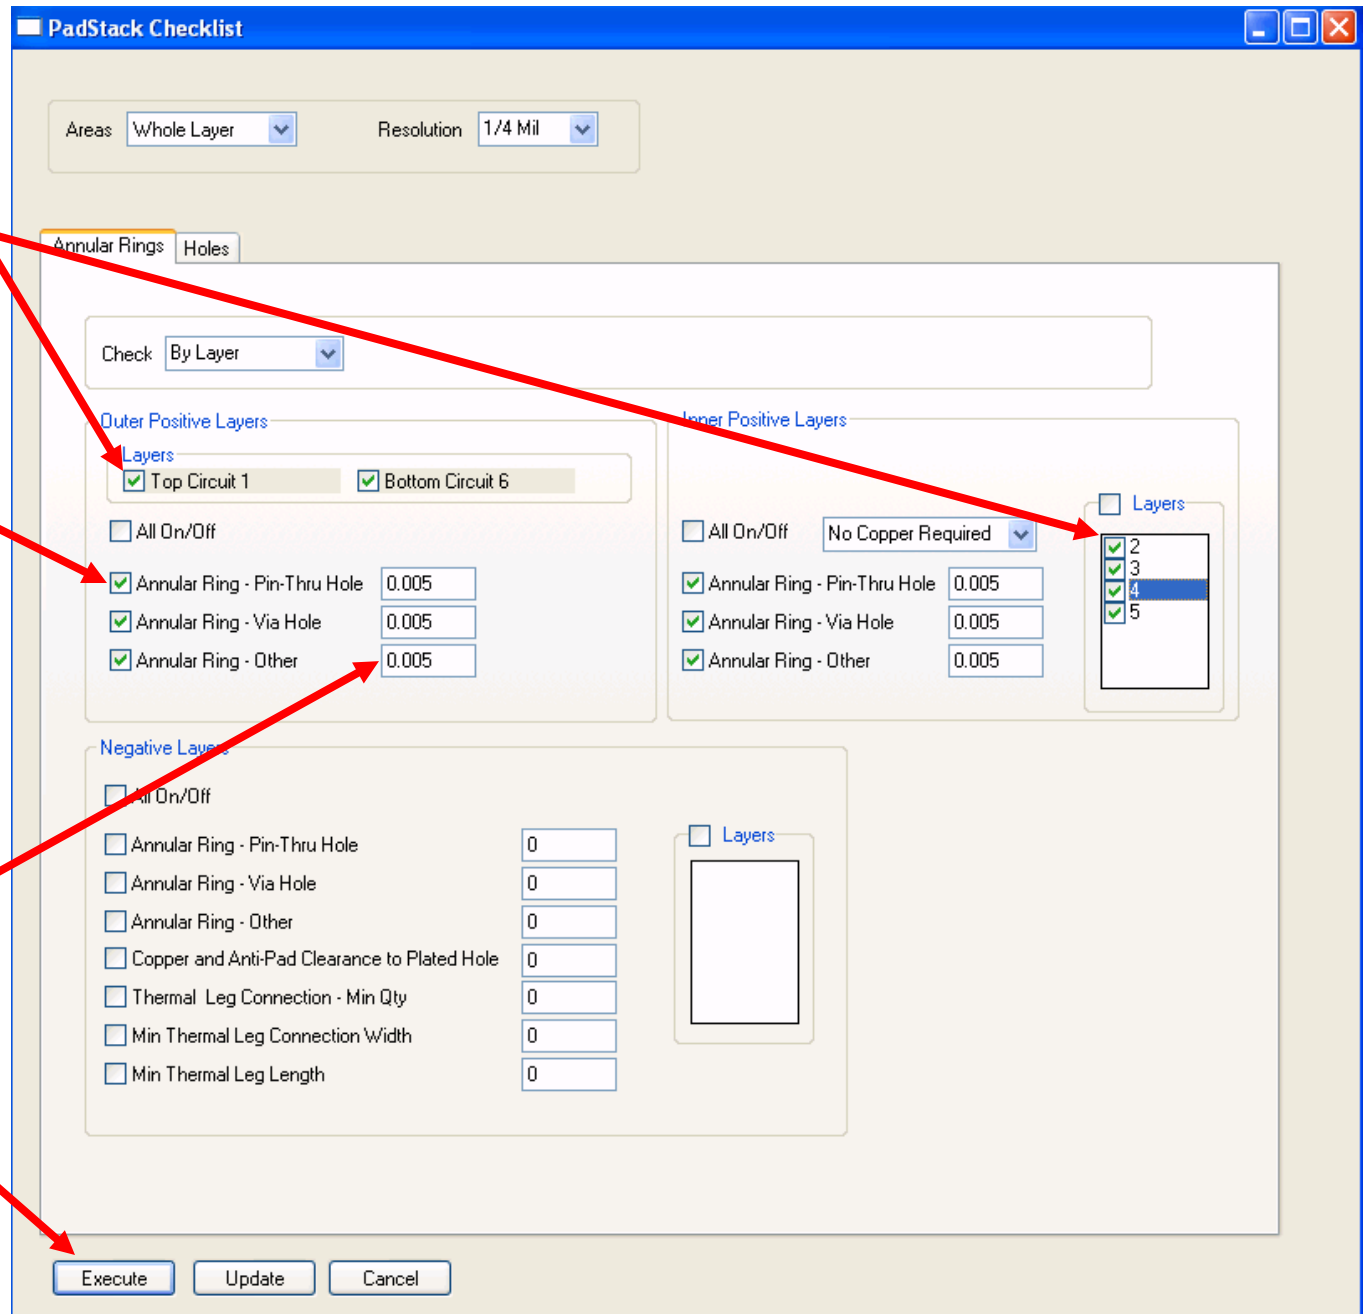 PadStack Checklist
Areas Whole Layer Resolution 1/4 Mil
Annular Rings Holes
Check By Layer
Outer Positive Layers
Layers
Top Circuit 1 Bottom Circuit 6
All On/Off
Annular Ring - Pin-Thru Hole 0.005
Annular Ring - Via Hole 0.005
Annular Ring - Other 0.005
Inner Positive Layers
All On/Off No Copper Required
Annular Ring - Pin-Thru Hole 0.005
Annular Ring - Via Hole 0.005
Annular Ring - Other 0.005
Layers
2
3
4
5
Negative Layers
All On/Off
Annular Ring - Pin-Thru Hole 0
Annular Ring - Via Hole 0
Annular Ring - Other 0
Copper and Anti-Pad Clearance to Plated Hole 0
Thermal Leg Connection - Min Qty 0
Min Thermal Leg Connection Width 0
Min Thermal Leg Length 0
Layers
Execute Update Cancel